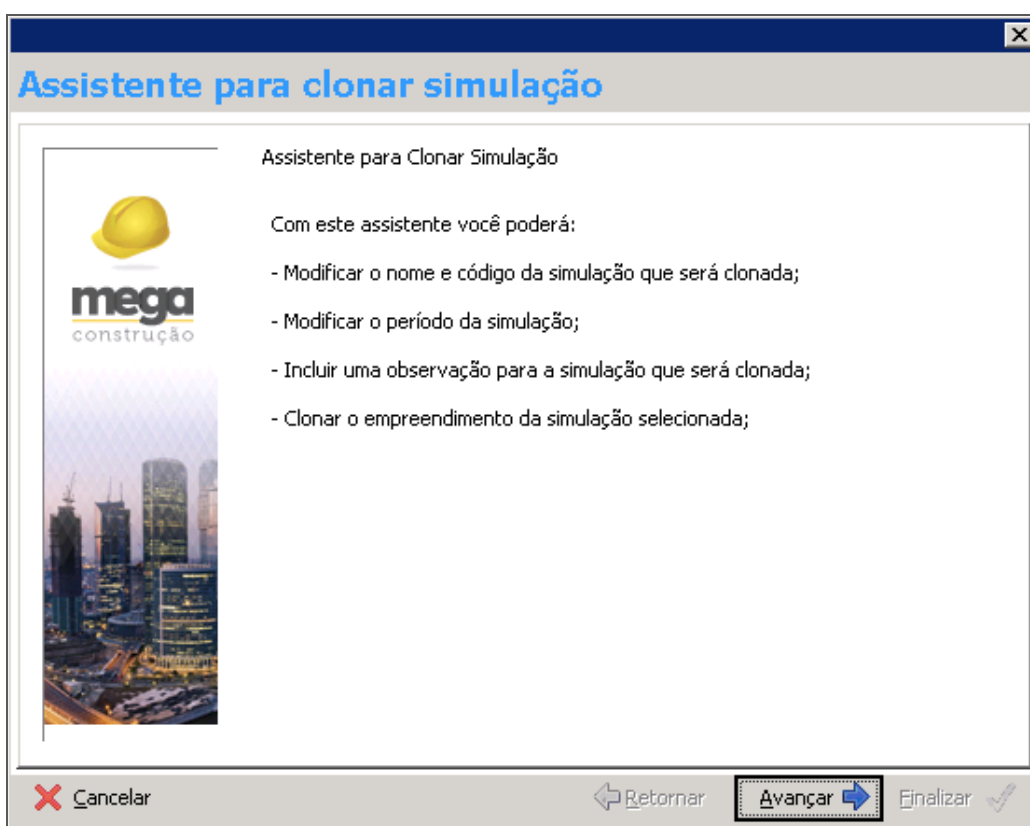 Assistente para clonar simulação
Assistente para Clonar Simulação
Com este assistente você poderá:
- Modificar o nome e código da simulação que será clonada;
- Modificar o período da simulação;
- Incluir uma observação para a simulação que será clonada;
- Clonar o empreendimento da simulação selecionada;
mega
construção
Cancelar
Retornar
Avançar
Finalizar